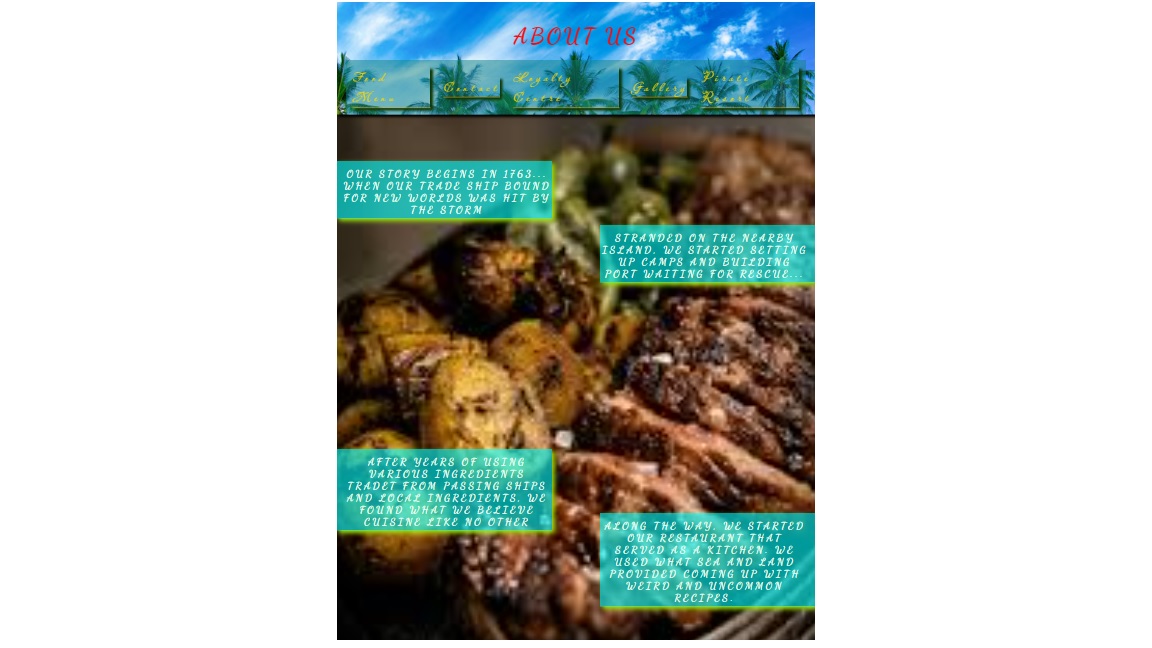 ABOUT US
Food
Menu
Contact
Loyalty
Centre
Gallery
Pirate
Resort
OUR STORY BEGINS IN 1763...
WHEN OUR TRADE SHIP BOUND
FOR NEW WORLDS WAS HIT BY
THE STORM
STRANDED ON THE NEARBY
ISLAND, WE STARTED SETTING
UP CAMPS AND BUILDING
PORT WAITING FOR RESCUE...
AFTER YEARS OF USING
VARIOUS INGREDIENTS
TRADET FROM PASSING SHIPS
AND LOCAL INGREDIENTS, WE
FOUND WHAT WE BELIEVE
CUISINE LIKE NO OTHER
ALONG THE WAY, WE STARTED
OUR RESTAURANT THAT
SERVED AS A KITCHEN. WE
USED WHAT SEA AND LAND
PROVIDED COMING UP WITH
WEIRD AND UNCOMMON
RECIPES.